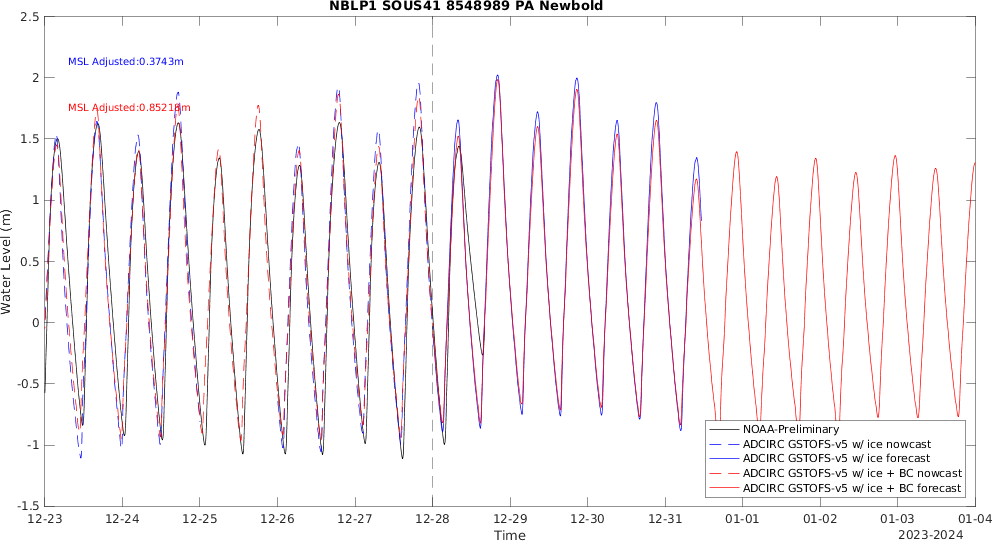 NBLP1 SOUS41 8548989 PA Newbold
2.5
2
1.5
1
0.5
0
-0.5
-1
-1.5
Water Level (m)
MSL Adjusted:0.3743m
MSL Adjusted:0.85218m
NOAA-Preliminary
ADCIRC GSTOFS-v5 w/ ice nowcast
ADCIRC GSTOFS-v5 w/ ice forecast
ADCIRC GSTOFS-v5 w/ ice + BC nowcast
ADCIRC GSTOFS-v5 w/ ice + BC forecast
12-23 12-24 12-25 12-26 12-27 12-28 12-29 12-30 12-31 01-01 01-02 01-03 01-04
Time
2023-2024